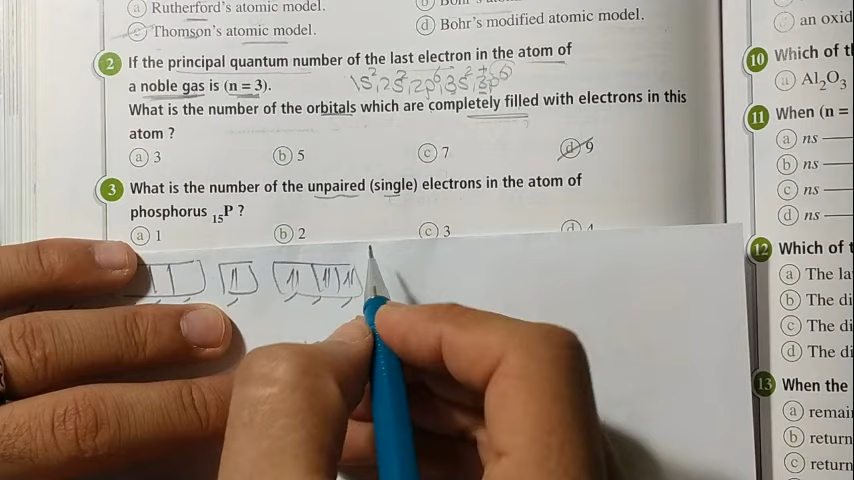 a Rutherford's atomic model.
c Thomson's atomic model.
d Bohr's modified atomic model.
2 If the principal quantum number of the last electron in the atom of
a noble gas is (n = 3).
1S², 2S², 2p⁶, 3S², 3p⁶
What is the number of the orbitals which are completely filled with electrons in this
atom ?
a 3
b 5
c 7
d 9
3 What is the number of the unpaired (single) electrons in the atom of
phosphorus ₁₅P ?
a 1
b 2
c 3
d 4
an oxid
10 Which of t
a Al₂O₃
11 When (n =
a ns
b ns
c ns
d ns
12 Which of t
a The la
b The di
c The di
d The di
13 When the
a remai
b return
c return